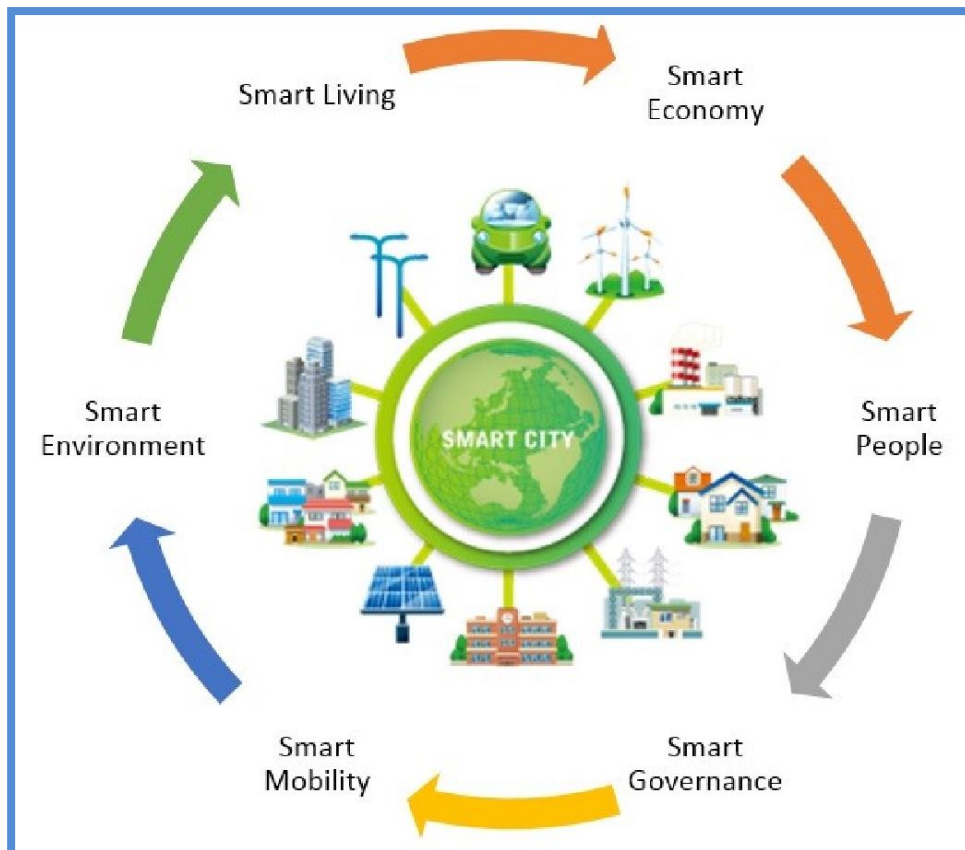 Smart Living
Smart
Economy
Smart
People
Smart
Governance
Smart
Mobility
Smart
Environment
SMART CITY